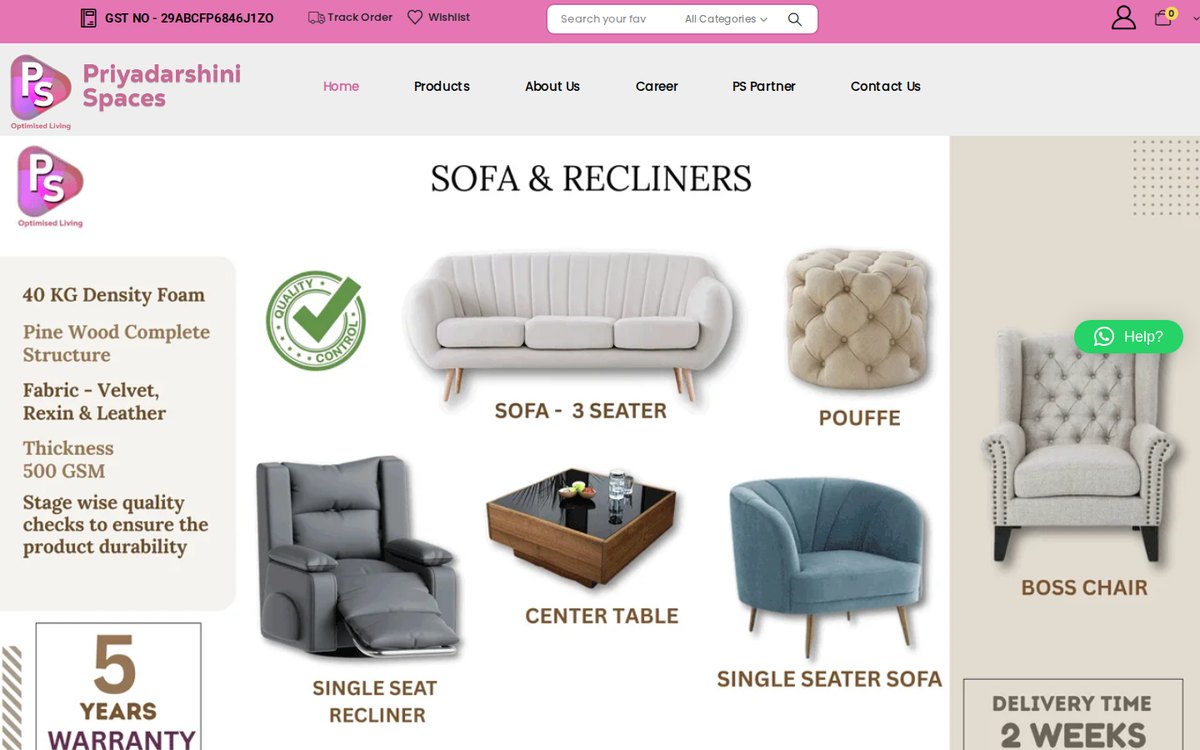 GST NO - 29ABCFP6846J1ZO
Track Order
Wishlist
Search your fav
All Categories
0
PS
Priyadarshini
Spaces
Optimised Living
Home
Products
About Us
Career
PS Partner
Contact Us
PS
Optimised Living
SOFA & RECLINERS
40 KG Density Foam
Pine Wood Complete
Structure
Fabric - Velvet,
Rexin & Leather
Thickness
500 GSM
Stage wise quality
checks to ensure the
product durability
QUALITY
CONTROL
SOFA - 3 SEATER
POUFFE
Help?
SINGLE SEAT
RECLINER
CENTER TABLE
SINGLE SEATER SOFA
BOSS CHAIR
5
YEARS
WARRANTY
DELIVERY TIME
2 WEEKS